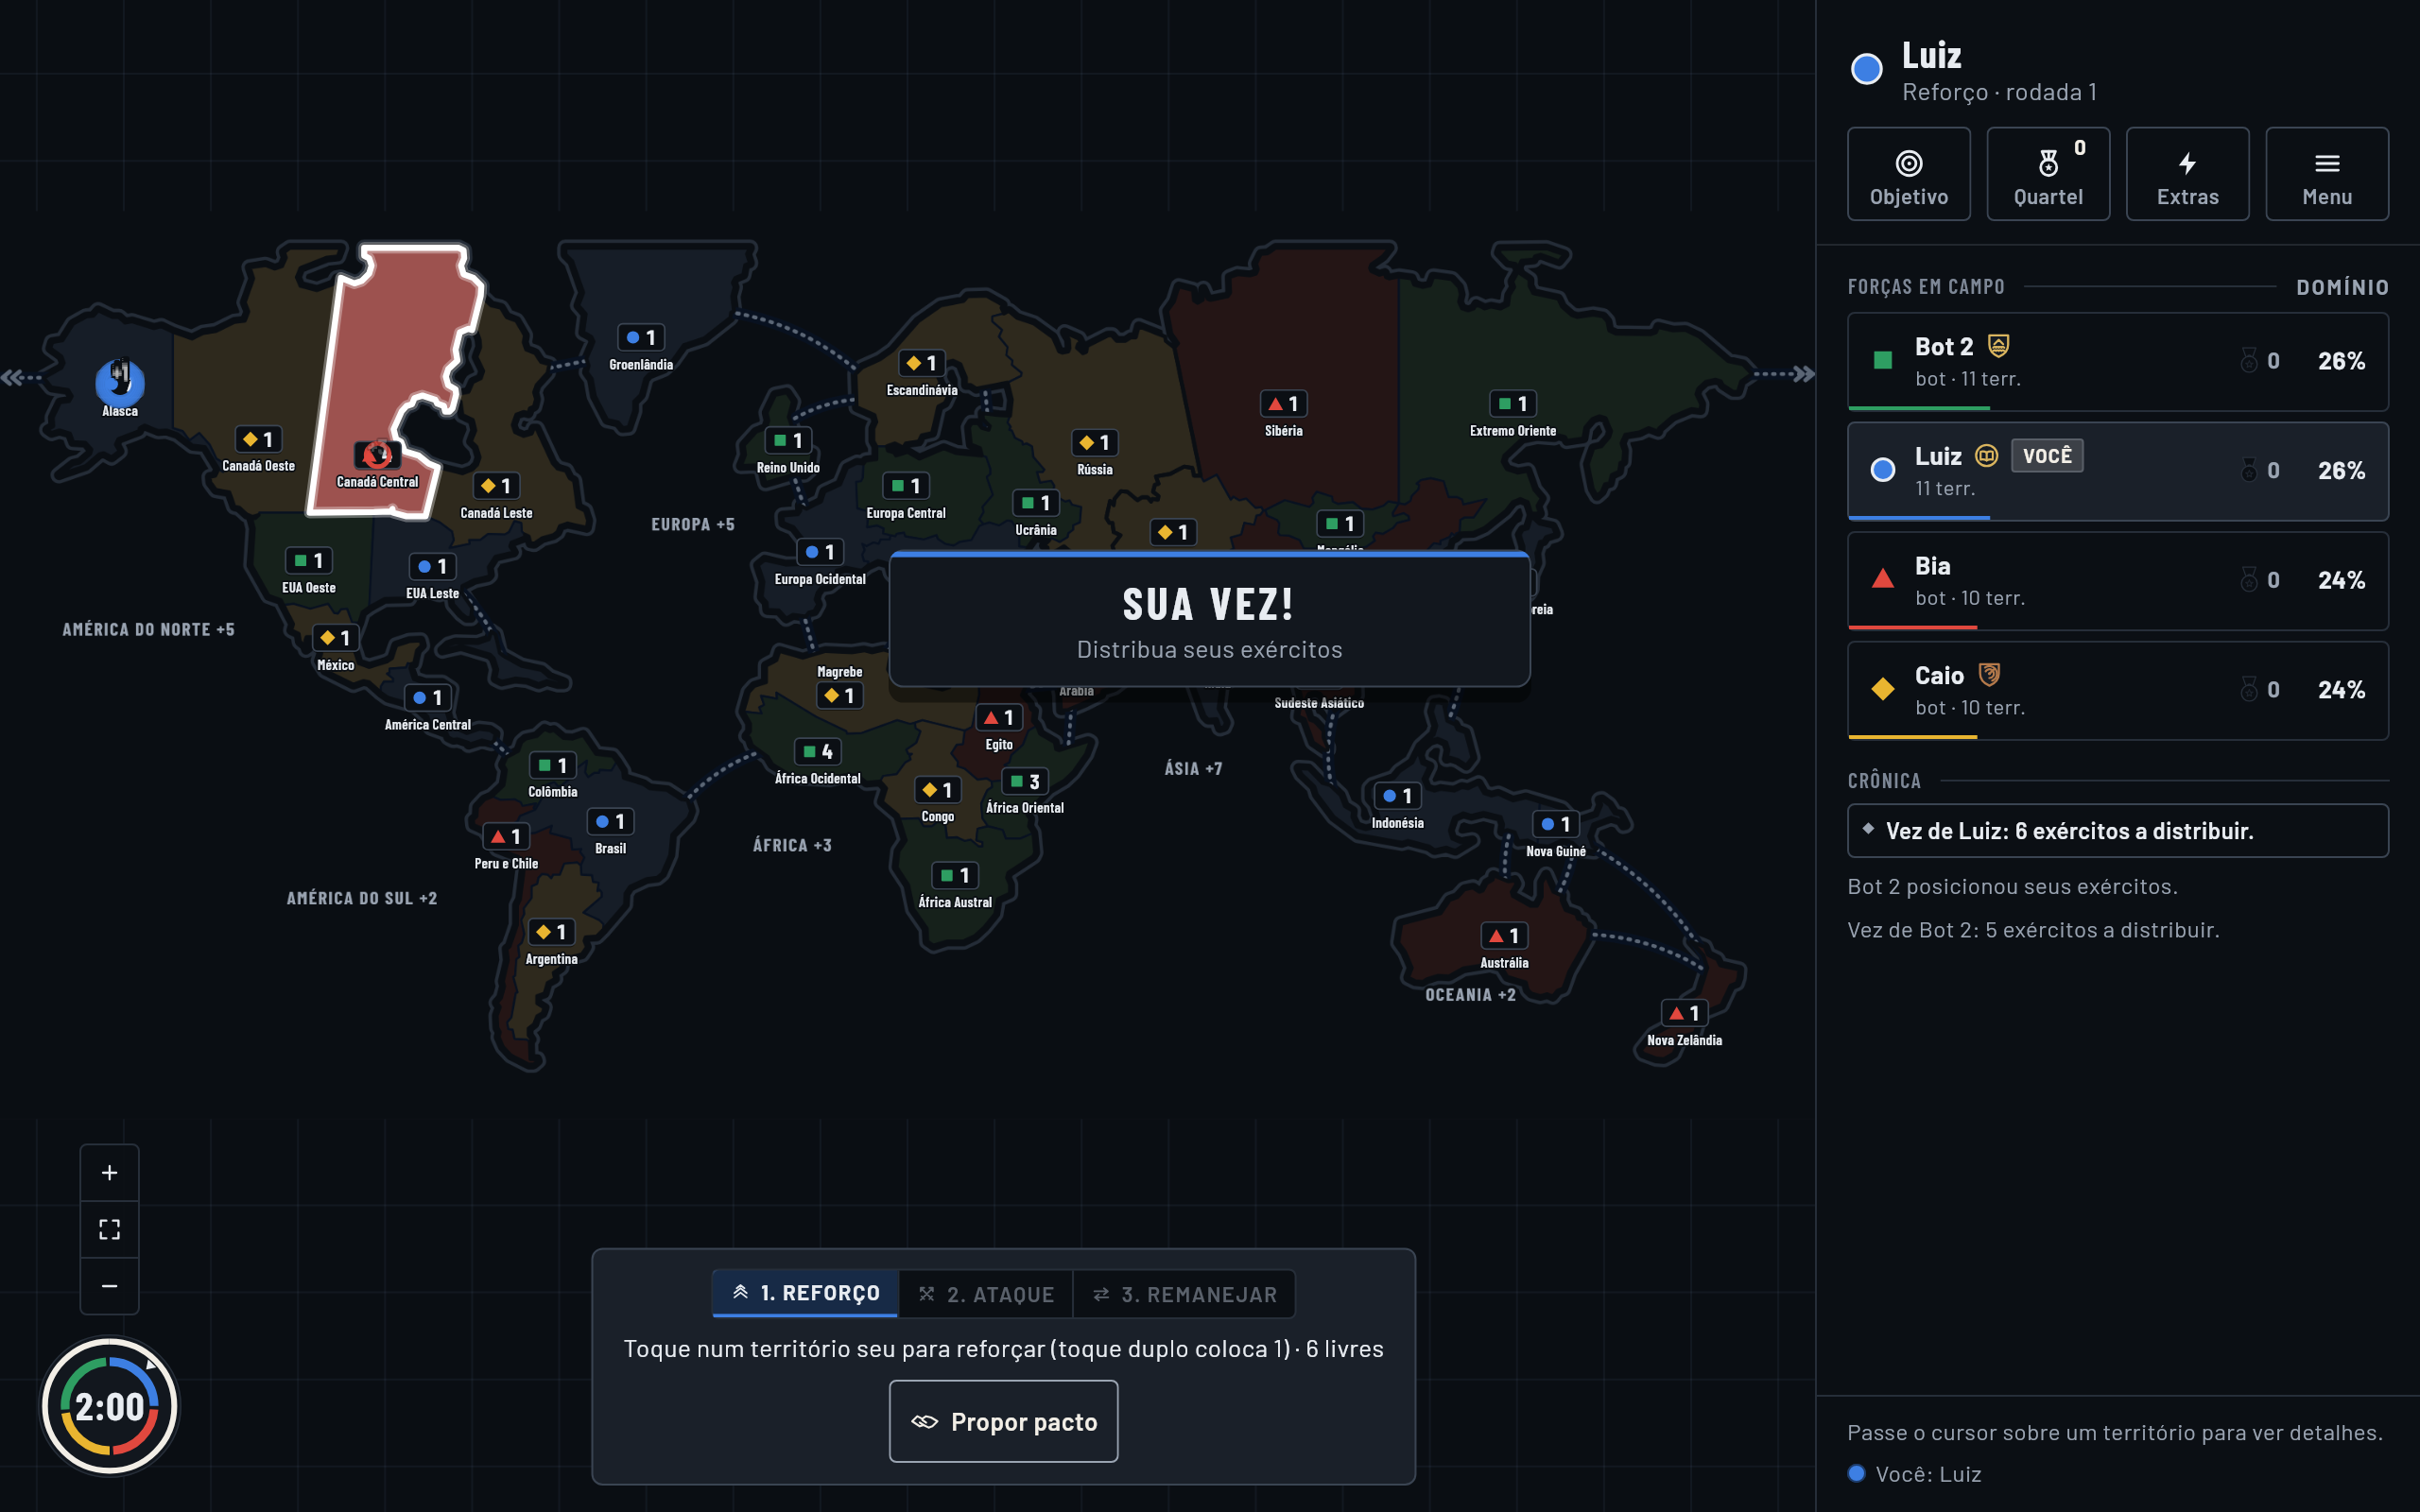 Luiz
Reforço · rodada 1
Objetivo
0
Quartel
Extras
Menu
FORÇAS EM CAMPO
DOMÍNIO
Bot 2
bot · 11 terr.
0
26%
Luiz
VOCÊ
11 terr.
0
26%
Bia
bot · 10 terr.
0
24%
Caio
bot · 10 terr.
0
24%
CRÔNICA
Vez de Luiz: 6 exércitos a distribuir.
Bot 2 posicionou seus exércitos.
Vez de Bot 2: 5 exércitos a distribuir.
Passe o cursor sobre um território para ver detalhes.
Você: Luiz
Alasca
1
Canadá Oeste
Canadá Central
1
Canadá Leste
1
Groenlândia
1
EUA Oeste
1
EUA Leste
1
México
1
América Central
AMÉRICA DO NORTE +5
1
Colômbia
1
Peru e Chile
1
Brasil
1
Argentina
AMÉRICA DO SUL +2
EUROPA +5
1
Escandinávia
1
Reino Unido
1
Europa Central
1
Ucrânia
1
Rússia
1
Europa Ocidental
1
Sibéria
1
Extremo Oriente
1
1
SUA VEZ!
Distribua seus exércitos
Magrebe
1
4
África Ocidental
1
Egito
3
África Oriental
1
Congo
1
África Austral
ÁFRICA +3
Arábia
Sudeste Asiático
ÁSIA +7
1
Indonésia
1
Nova Guiné
1
Austrália
OCEANIA +2
1
Nova Zelândia
+
−
2:00
1. REFORÇO
2. ATAQUE
3. REMANEJAR
Toque num território seu para reforçar (toque duplo coloca 1) · 6 livres
Propor pacto